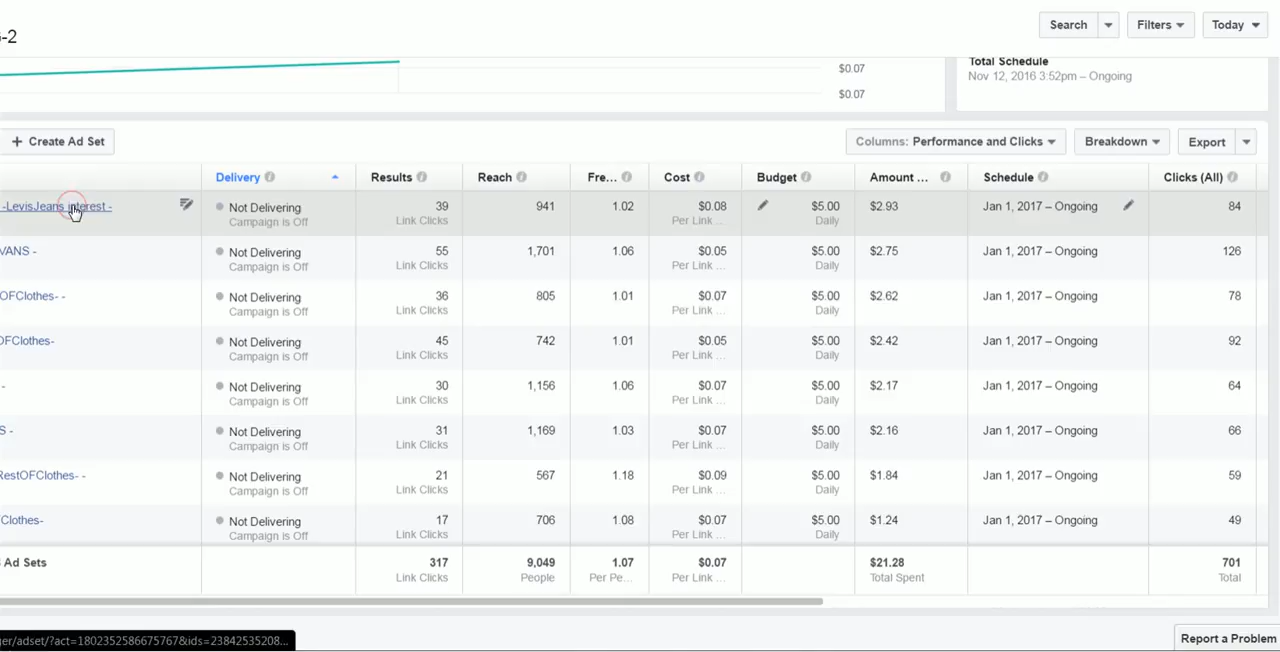 -2
Search
Filters
Today
$0.07
$0.07
Total Schedule
Nov 12, 2016 3:52pm – Ongoing
+ Create Ad Set
Columns: Performance and Clicks
Breakdown
Export
Delivery
Results
Reach
Fre...
Cost
Budget
Amount ...
Schedule
Clicks (All)
-LevisJeans interest -
Not Delivering
Campaign is Off
39
Link Clicks
941
1.02
$0.08
Per Link ...
$5.00
Daily
$2.93
Jan 1, 2017 – Ongoing
84
VANS -
Not Delivering
Campaign is Off
55
Link Clicks
1,701
1.06
$0.05
Per Link ...
$5.00
Daily
$2.75
Jan 1, 2017 – Ongoing
126
OFClothes- -
Not Delivering
Campaign is Off
36
Link Clicks
805
1.01
$0.07
Per Link ...
$5.00
Daily
$2.62
Jan 1, 2017 – Ongoing
78
OFClothes-
Not Delivering
Campaign is Off
45
Link Clicks
742
1.01
$0.05
Per Link ...
$5.00
Daily
$2.42
Jan 1, 2017 – Ongoing
92
-
Not Delivering
Campaign is Off
30
Link Clicks
1,156
1.06
$0.07
Per Link ...
$5.00
Daily
$2.17
Jan 1, 2017 – Ongoing
64
S -
Not Delivering
Campaign is Off
31
Link Clicks
1,169
1.03
$0.07
Per Link ...
$5.00
Daily
$2.16
Jan 1, 2017 – Ongoing
66
RestOFClothes- -
Not Delivering
Campaign is Off
21
Link Clicks
567
1.18
$0.09
Per Link ...
$5.00
Daily
$1.84
Jan 1, 2017 – Ongoing
59
Clothes-
Not Delivering
Campaign is Off
17
Link Clicks
706
1.08
$0.07
Per Link ...
$5.00
Daily
$1.24
Jan 1, 2017 – Ongoing
49
Ad Sets
317
Link Clicks
9,049
People
1.07
Per Pe...
$0.07
Per Link ...
$21.28
Total Spent
701
Total
er/adset/?act=1802352586675767&ids=23842535208...
Report a Problem